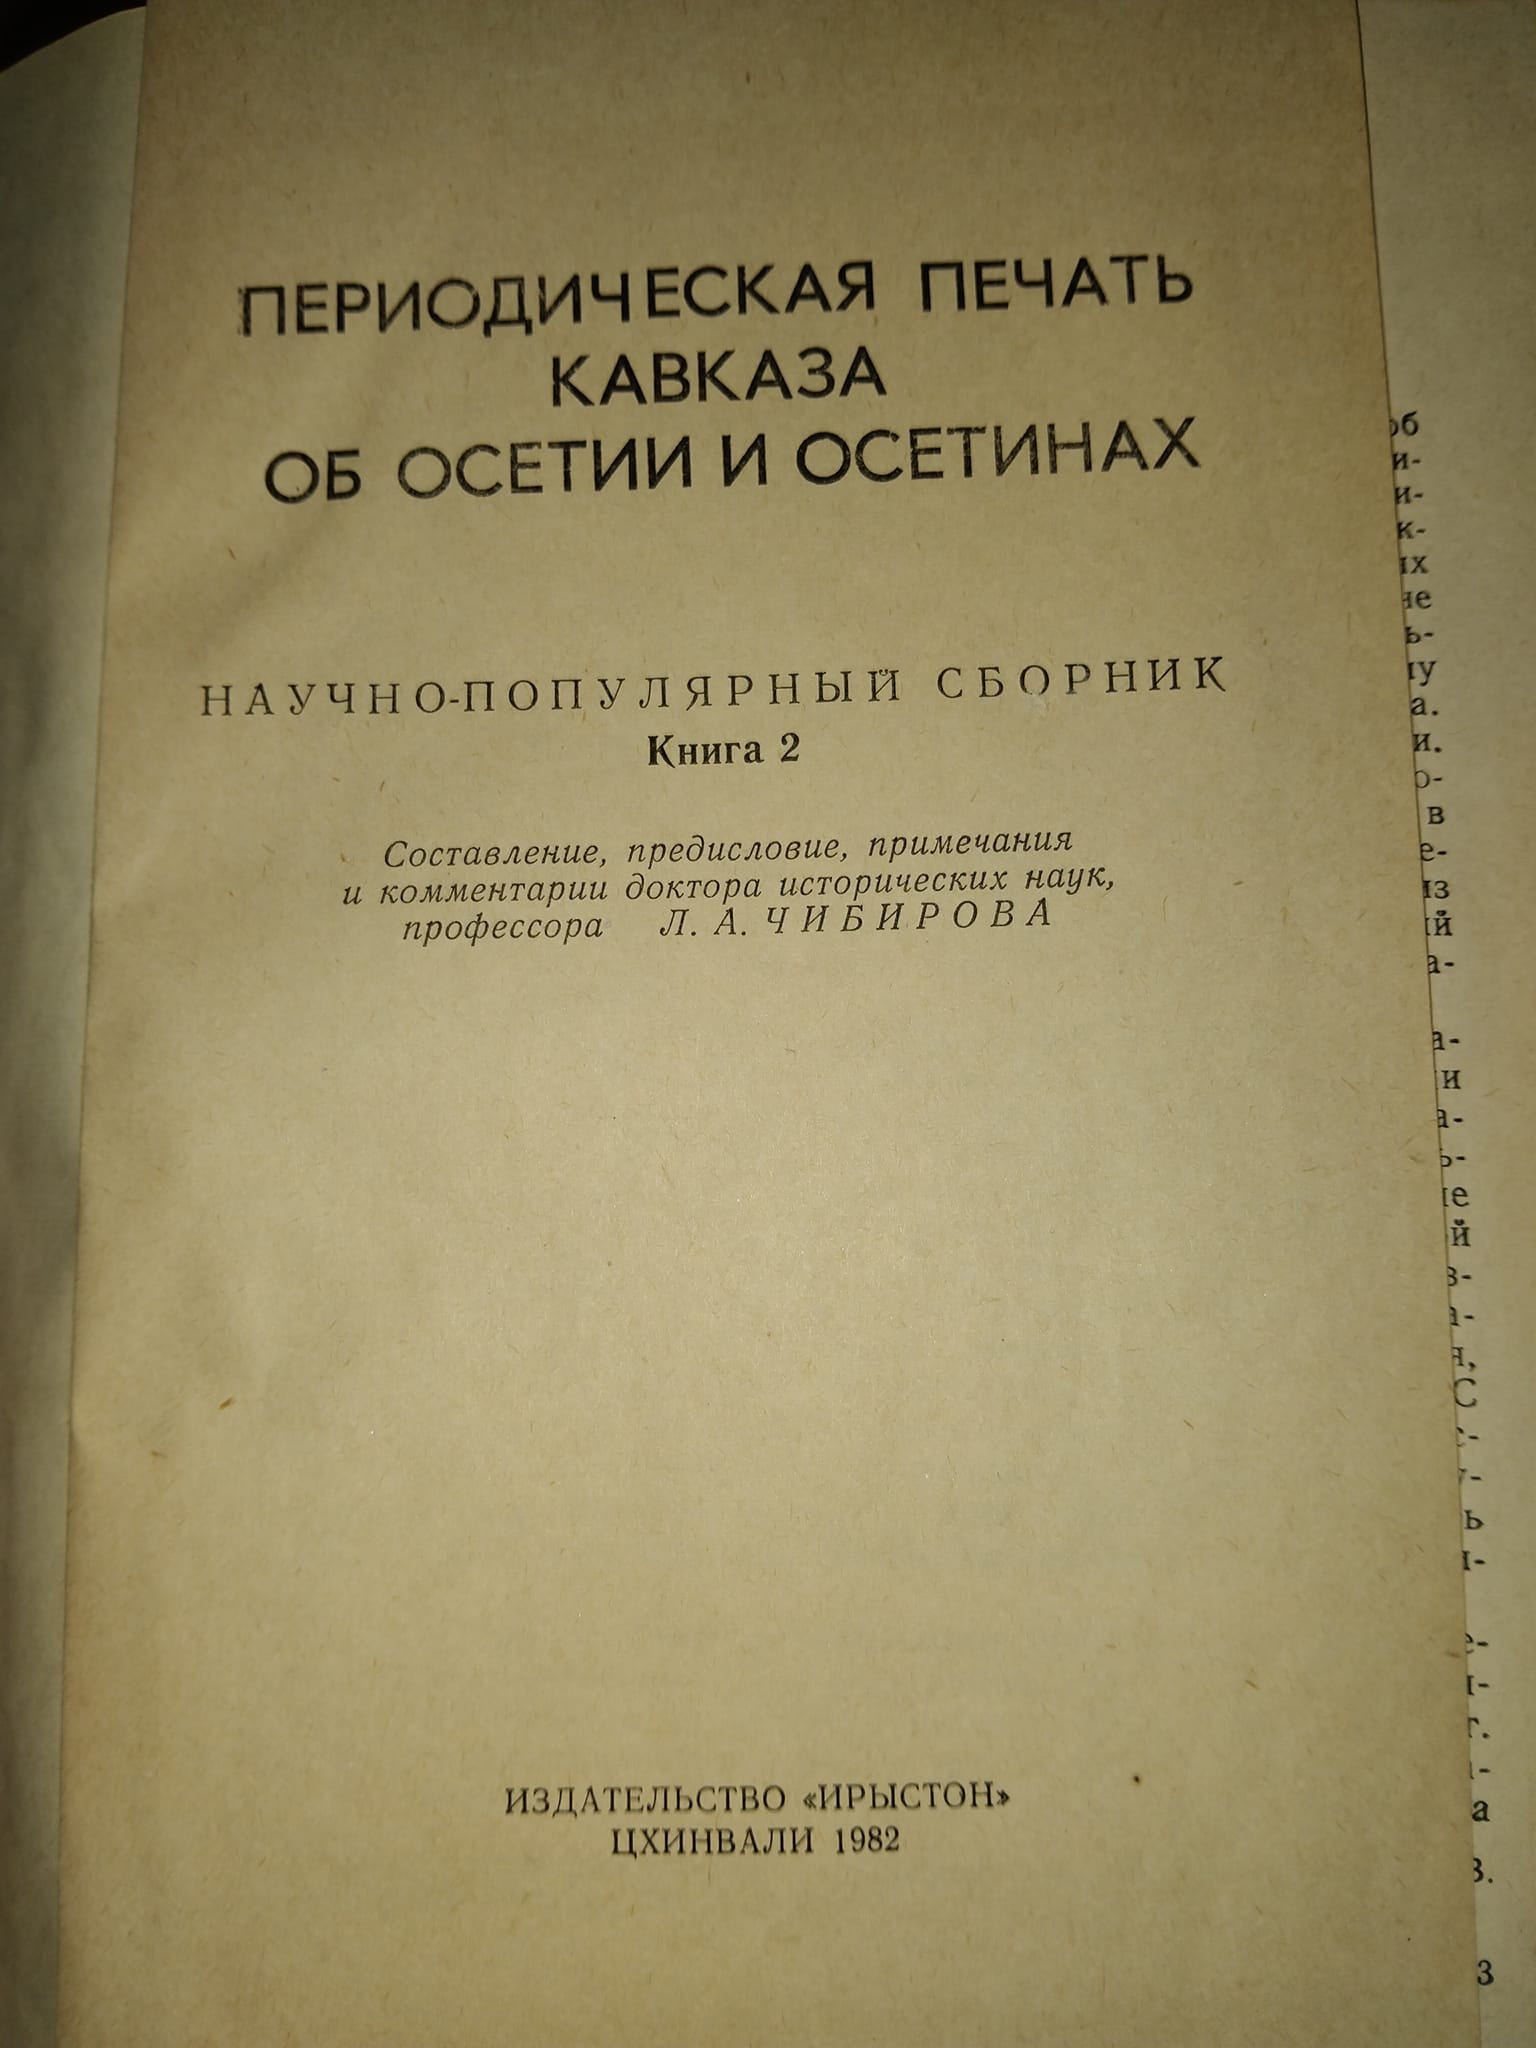 ПЕРИОДИЧЕСКАЯ ПЕЧАТЬ
КАВКАЗА
ОБ ОСЕТИИ И ОСЕТИНАХ
НАУЧНО-ПОПУЛЯРНЫЙ СБОРНИК
Книга 2
Составление, предисловие, примечания
и комментарии доктора исторических наук,
профессора Л. А. ЧИБИРОВА
ИЗДАТЕЛЬСТВО «ИРЫСТОН»
ЦХИНВАЛИ 1982
3